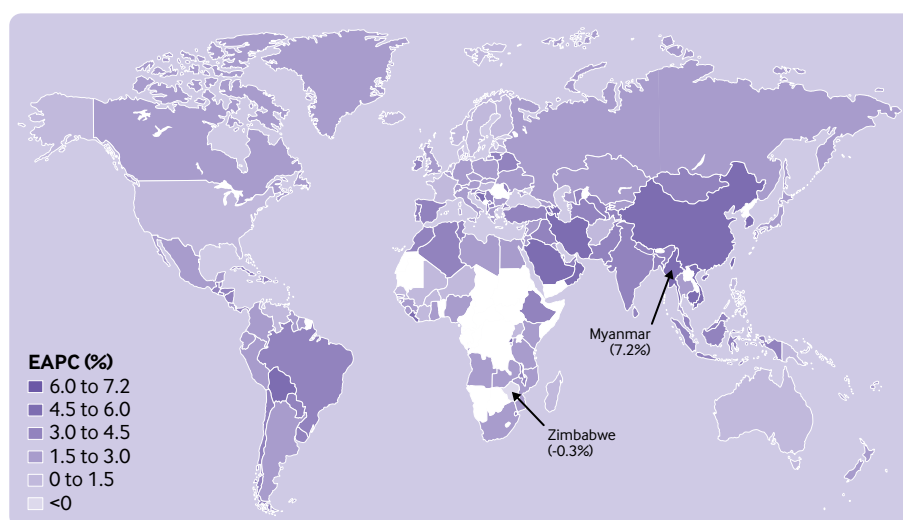 Myanmar
(7.2%)
Zimbabwe
(-0.3%)
EAPC (%)
6.0 to 7.2
4.5 to 6.0
3.0 to 4.5
1.5 to 3.0
0 to 1.5
<0